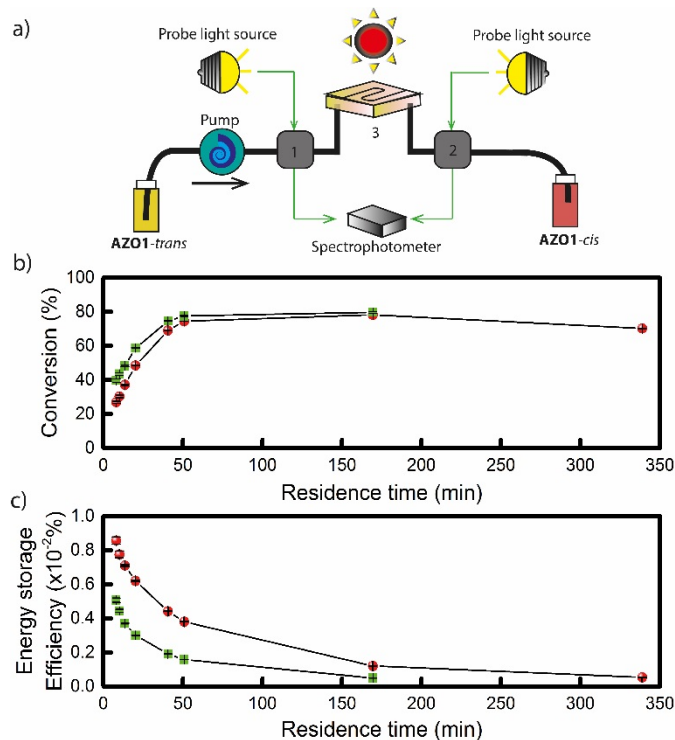 a)
Probe light source
Probe light source
Pump
1
3
2
AZO1-trans
Spectrophotometer
AZO1-cis
b)
Conversion (%)
100
80
60
40
20
0
0 50 100 150 200 250 300 350
Residence time (min)
c)
Energy storage
Efficiency (x10-2%)
1.0
0.8
0.6
0.4
0.2
0.0
0 50 100 150 200 250 300 350
Residence time (min)